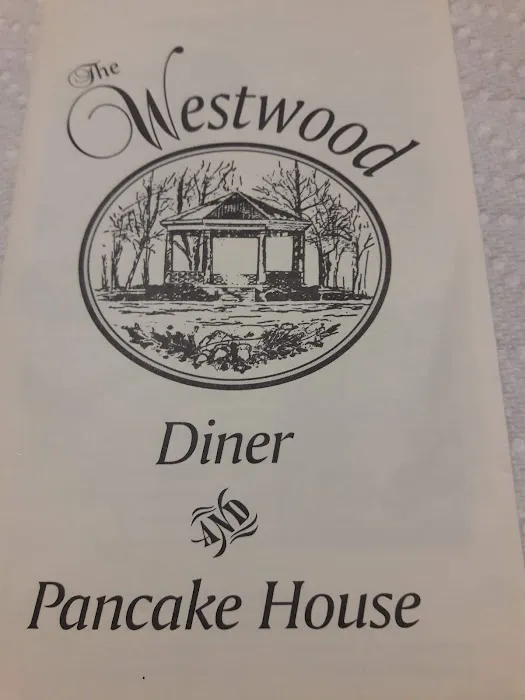 The
Westwood
Diner
AND
Pancake House